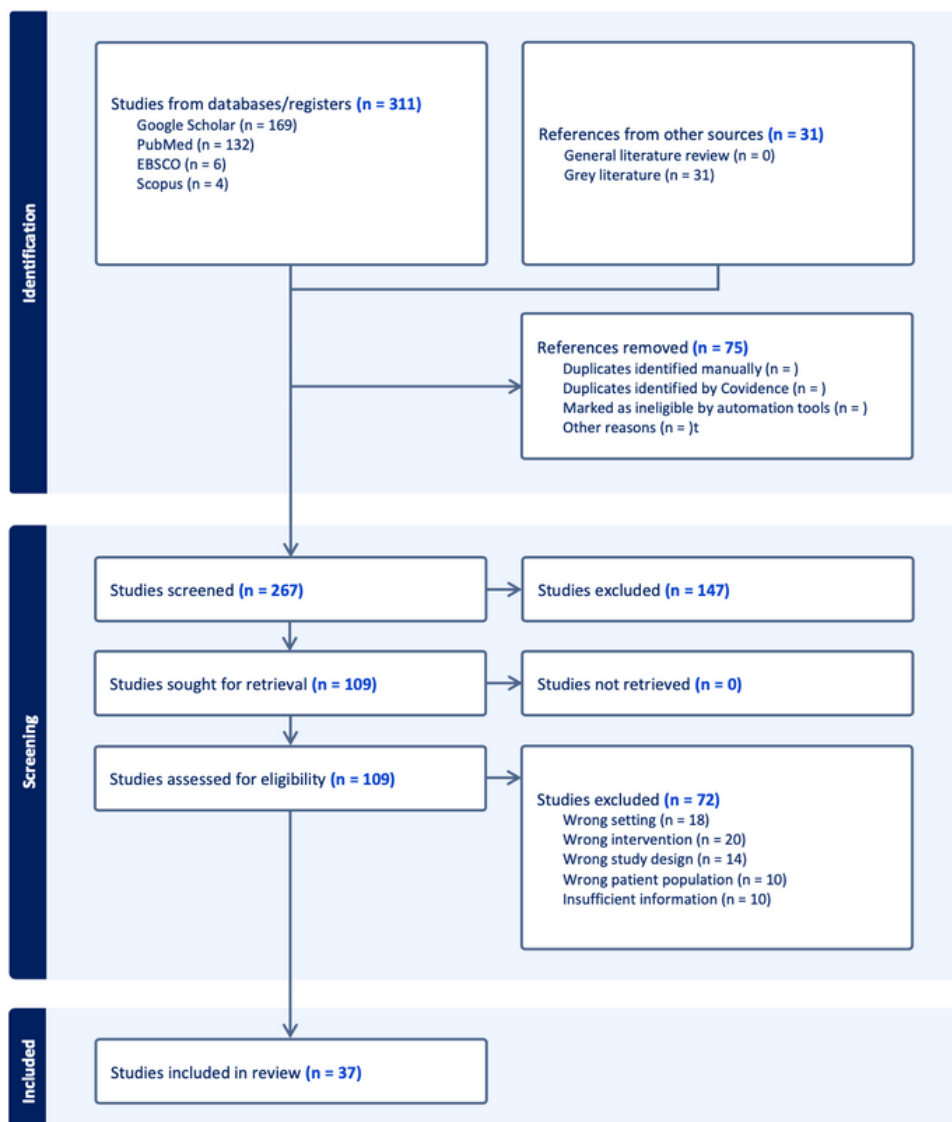 Identification
Studies from databases/registers (n = 311)
Google Scholar (n = 169)
PubMed (n = 132)
EBSCO (n = 6)
Scopus (n = 4)
References from other sources (n = 31)
General literature review (n = 0)
Grey literature (n = 31)
References removed (n = 75)
Duplicates identified manually (n = )
Duplicates identified by Covidence (n = )
Marked as ineligible by automation tools (n = )
Other reasons (n = )t
Screening
Studies screened (n = 267)
Studies excluded (n = 147)
Studies sought for retrieval (n = 109)
Studies not retrieved (n = 0)
Studies assessed for eligibility (n = 109)
Studies excluded (n = 72)
Wrong setting (n = 18)
Wrong intervention (n = 20)
Wrong study design (n = 14)
Wrong patient population (n = 10)
Insufficient information (n = 10)
Included
Studies included in review (n = 37)